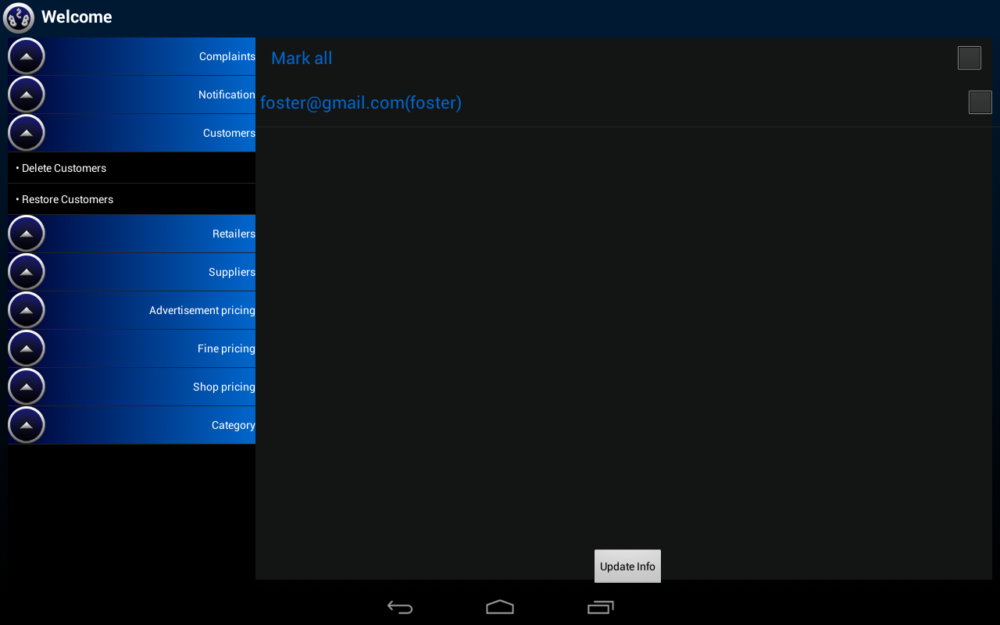 Welcome
Complaints
Notification
Customers
• Delete Customers
• Restore Customers
Retailers
Suppliers
Advertisement pricing
Fine pricing
Shop pricing
Category
Mark all
foster@gmail.com(foster)
Update Info